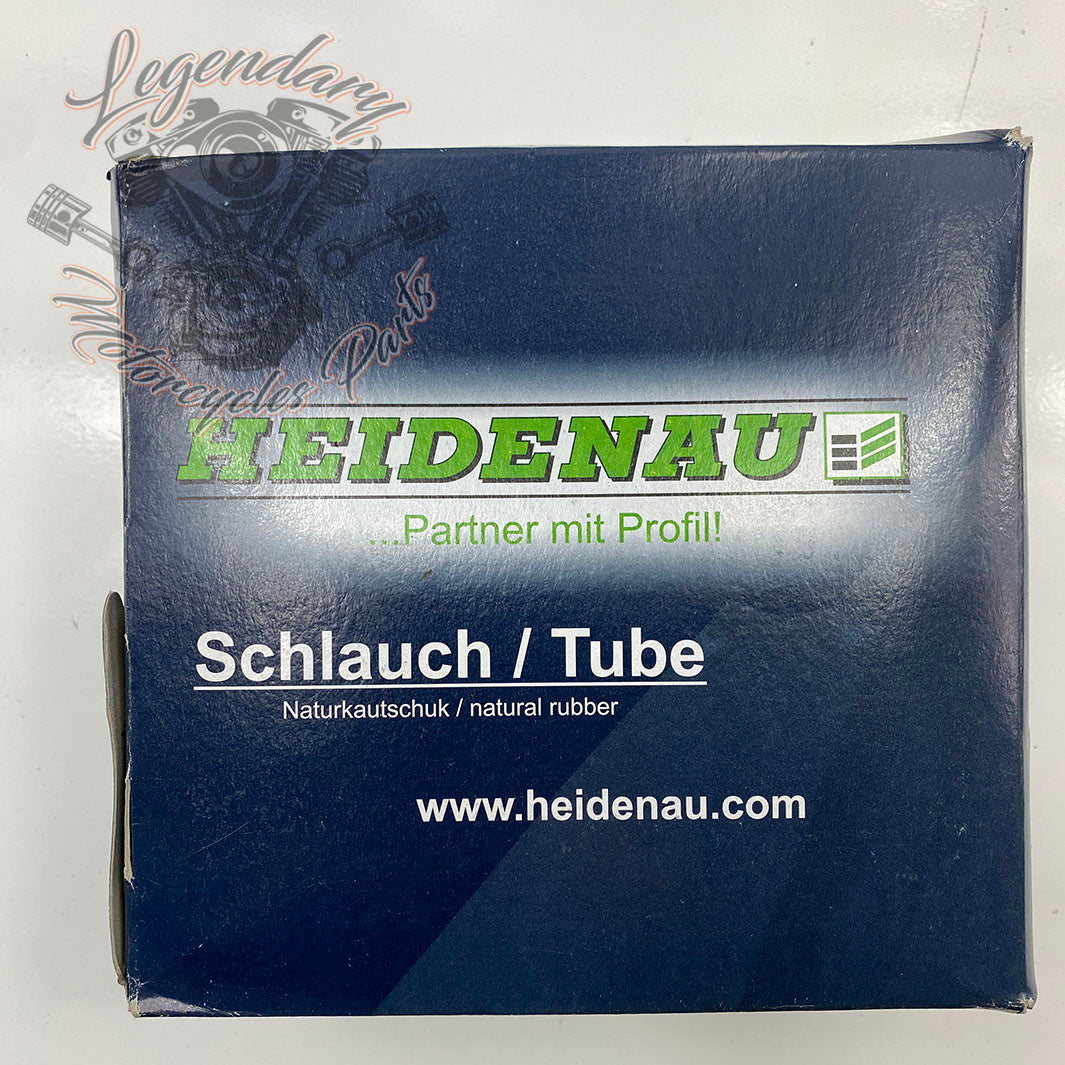 Legendary
Motorcycles Parts
HEIDENAU
...Partner mit Profil!
Schlauch / Tube
Naturkautschuk / natural rubber
www.heidenau.com